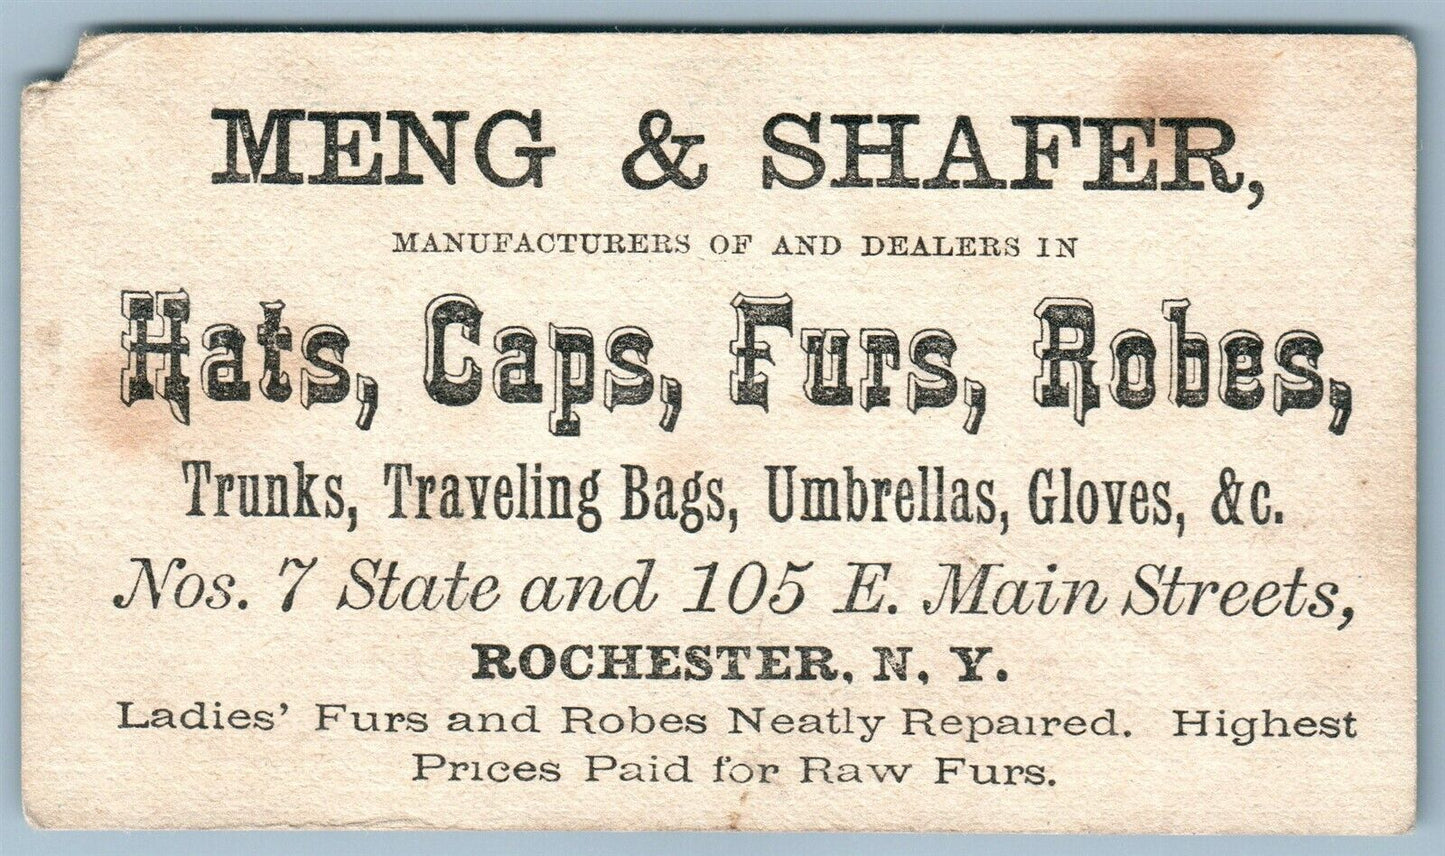 MENG & SHAFER,
MANUFACTURERS OF AND DEALERS IN
Hats, Caps, Furs, Robes,
Trunks, Traveling Bags, Umbrellas, Gloves, &c.
Nos. 7 State and 105 E. Main Streets,
ROCHESTER, N. Y.
Ladies' Furs and Robes Neatly Repaired. Highest
Prices Paid for Raw Furs.